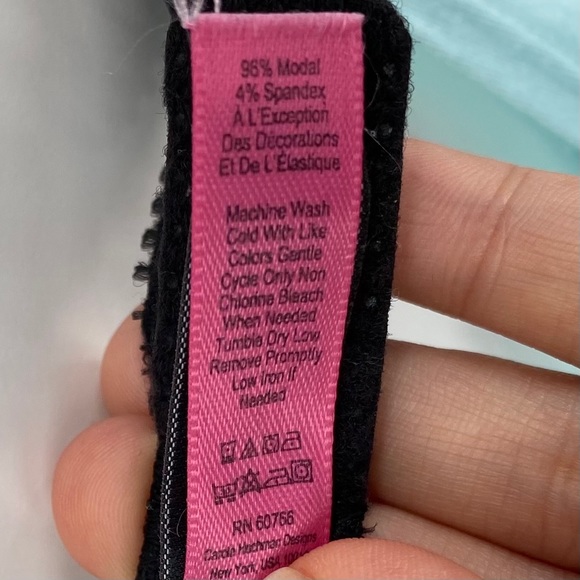 96% Modal
4% Spandex
À L'Exception
Des Décorations
Et De L'Élastique
Machine Wash
Cold With Like
Colors Gentle
Cycle Only Non
Chlorine Bleach
When Needed
Tumble Dry Low
Remove Promptly
Low Iron If
Needed
RN 60766
Carole Hochman Designs
New York, USA